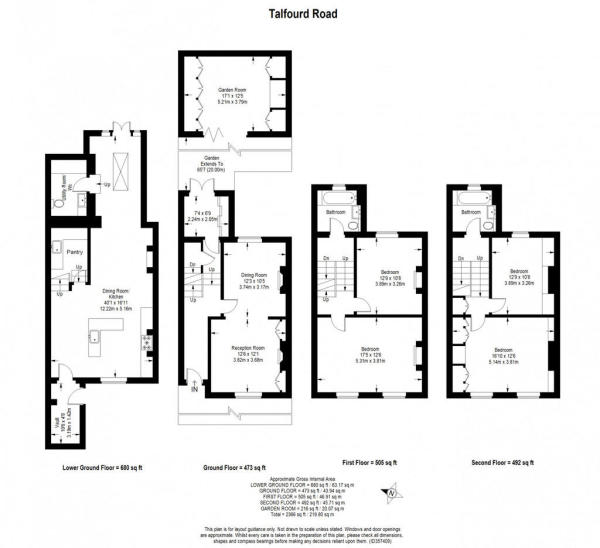 Talfourd Road
Garden Room
17'1 x 12'5
5.21m x 3.79m
Garden
Extends To
65'7 (20.00m)
Utility Room
Up
Pantry
Up
Up
Dining Room/
Kitchen
40'1 x 16'11
12.22m x 5.16m
Up
Vault
7'4 x 6'9
2.24m x 2.05m
Dn
Up
Up
Dining Room
12'3 x 10'5
3.74m x 3.17m
Reception Room
12'6 x 12'1
3.82m x 3.68m
IN
Bathroom
Dn
Up
Up
Bedroom
12'9 x 10'8
3.89m x 3.26m
Bedroom
17'5 x 12'6
5.31m x 3.81m
Bathroom
Dn
Up
Bedroom
12'9 x 10'8
3.89m x 3.26m
Bedroom
16'10 x 12'6
5.14m x 3.81m
Lower Ground Floor = 680 sq ft
Ground Floor = 473 sq ft
First Floor = 505 sq ft
Second Floor = 492 sq ft
Approximate Gross Internal Area
LOWER GROUND FLOOR = 680 sq ft / 63.17 sq m
GROUND FLOOR = 473 sq ft / 43.94 sq m
FIRST FLOOR = 505 sq ft / 46.91 sq m
SECOND FLOOR = 492 sq ft / 45.71 sq m
GARDEN ROOM = 216 sq ft / 20.07 sq m
Total = 2366 sq ft / 219.80 sq m
N
This plan is for layout guidance only. Not drawn to scale unless stated. Windows and door openings
are approximate. Whilst every care is taken in the preparation of this plan, please check all dimensions,
shapes and compass bearings before making any decisions reliant upon them. (ID357409)